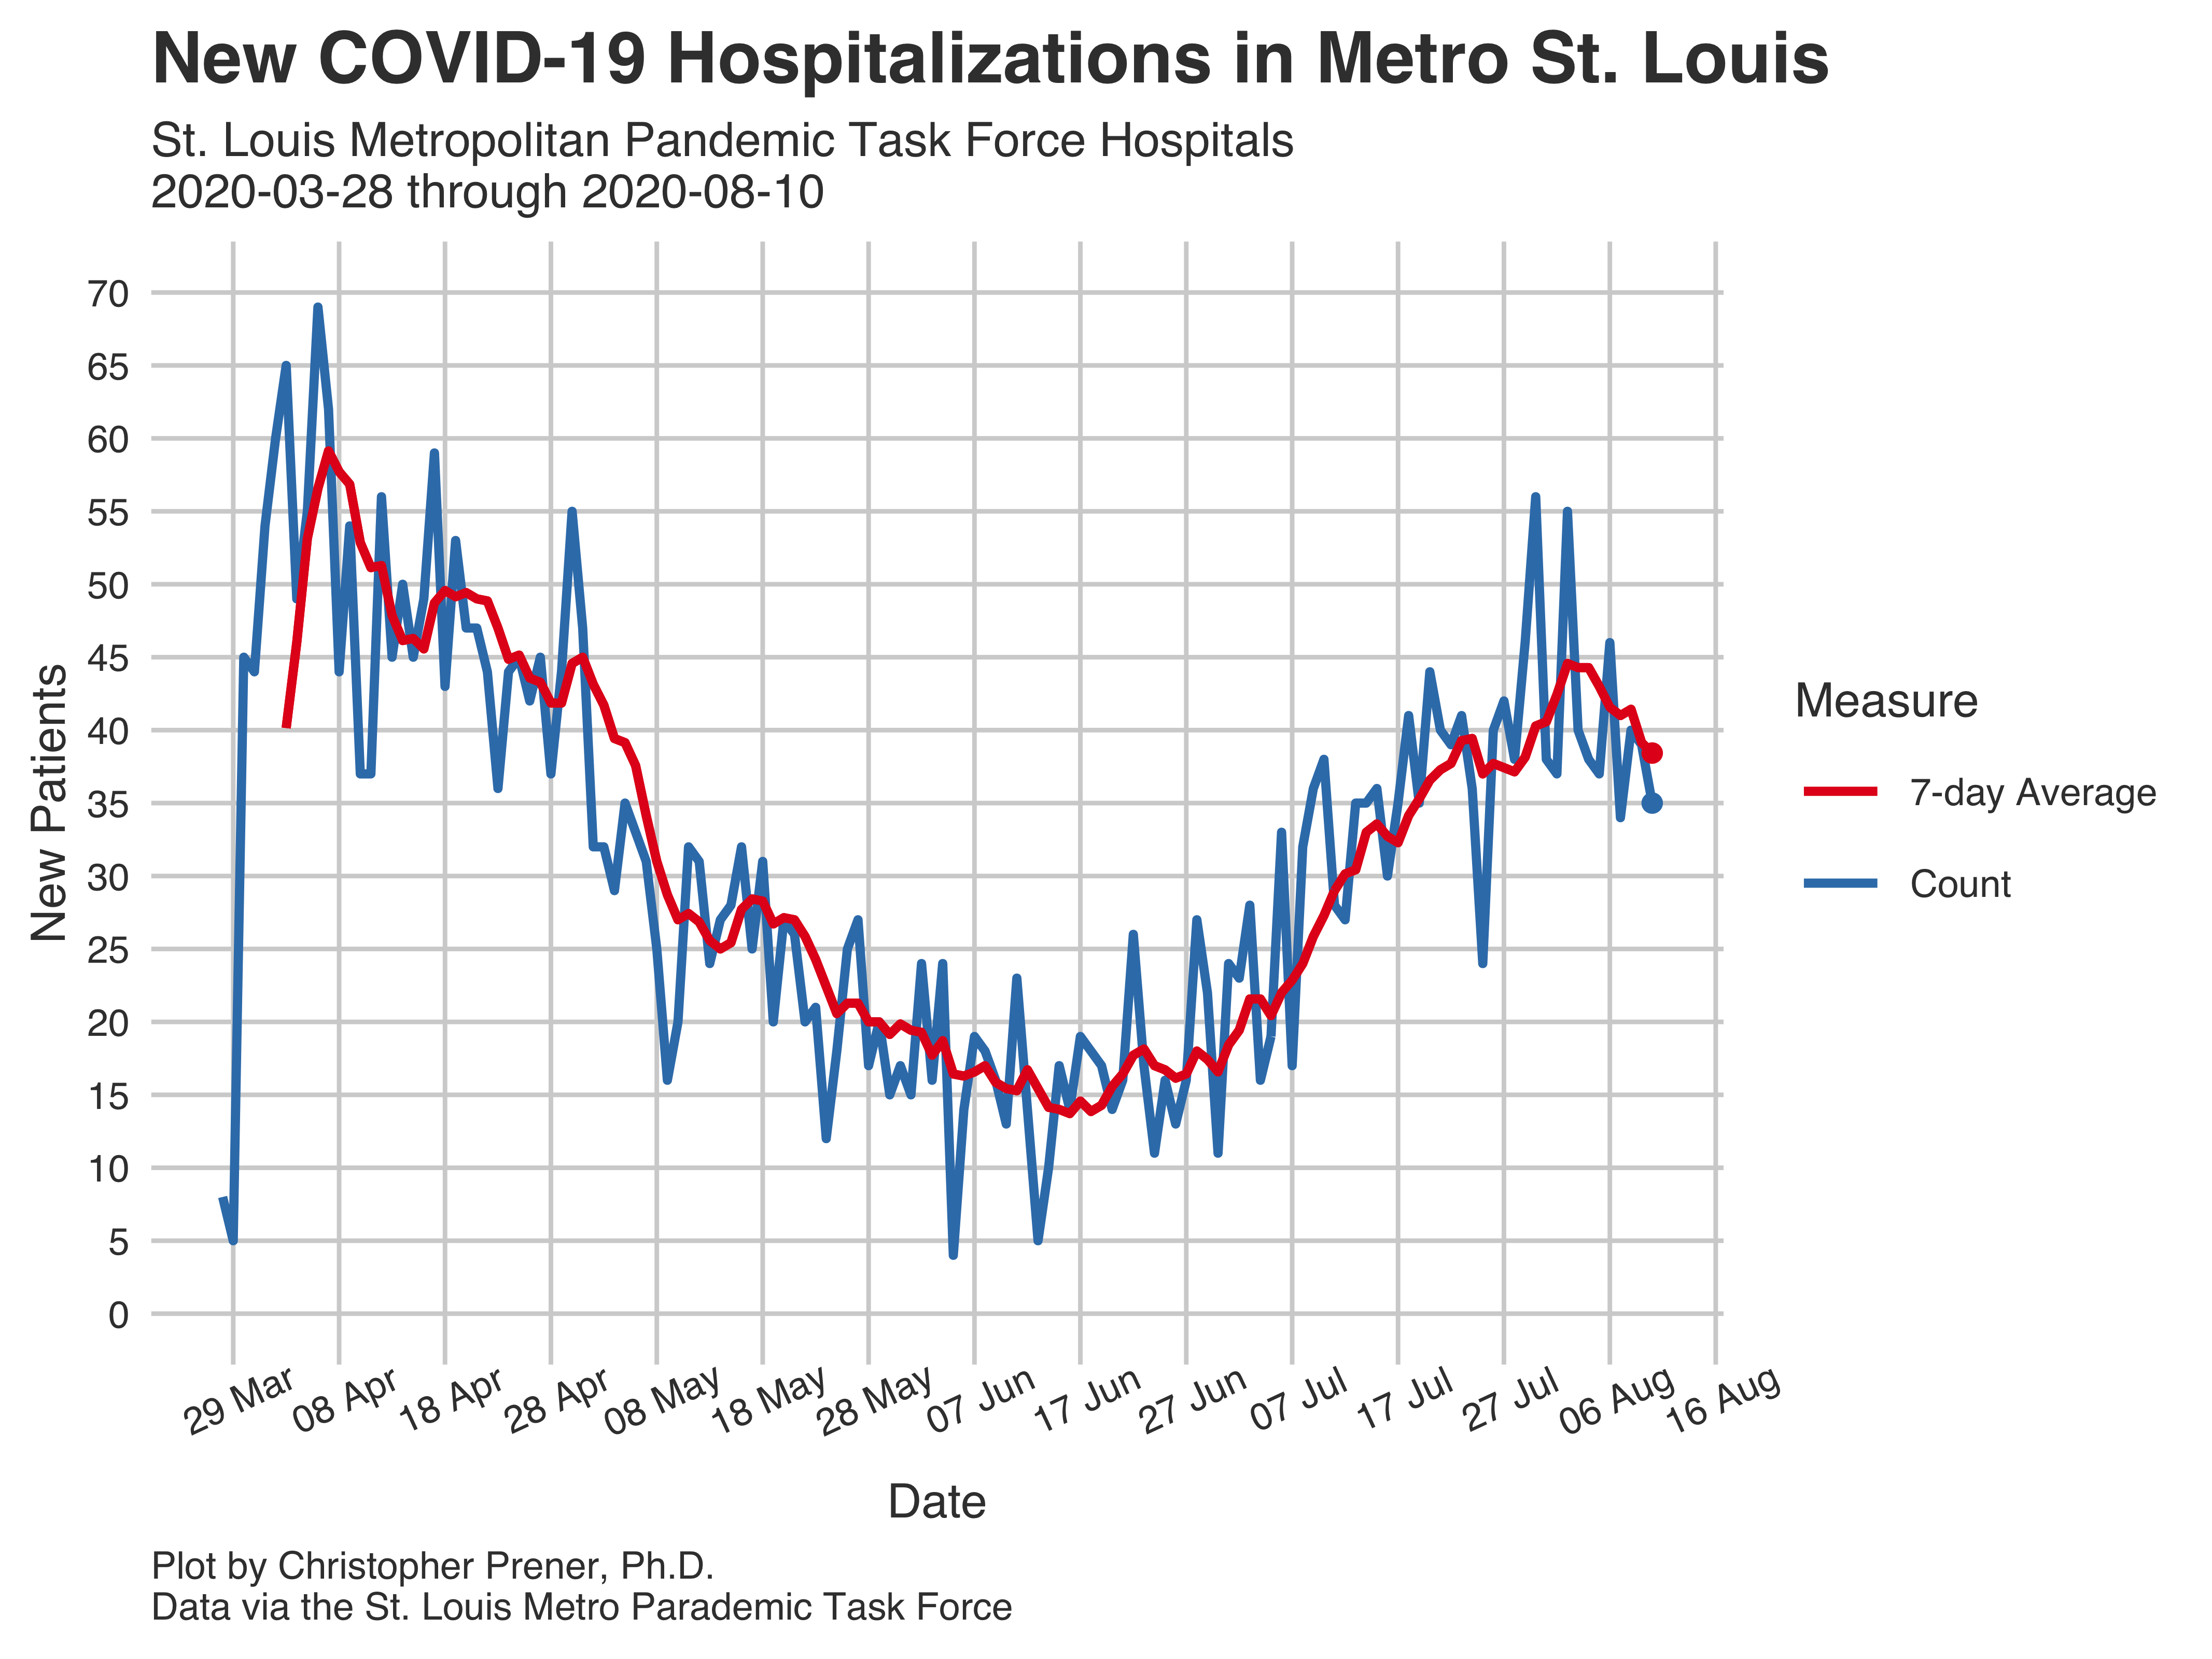 New COVID-19 Hospitalizations in Metro St. Louis
St. Louis Metropolitan Pandemic Task Force Hospitals
2020-03-28 through 2020-08-10
New Patients
70
65
60
55
50
45
40
35
30
25
20
15
10
5
0
29 Mar
08 Apr
18 Apr
28 Apr
08 May
18 May
28 May
07 Jun
17 Jun
27 Jun
07 Jul
17 Jul
27 Jul
06 Aug
16 Aug
Date
Measure
7-day Average
Count
Plot by Christopher Prener, Ph.D.
Data via the St. Louis Metro Parademic Task Force